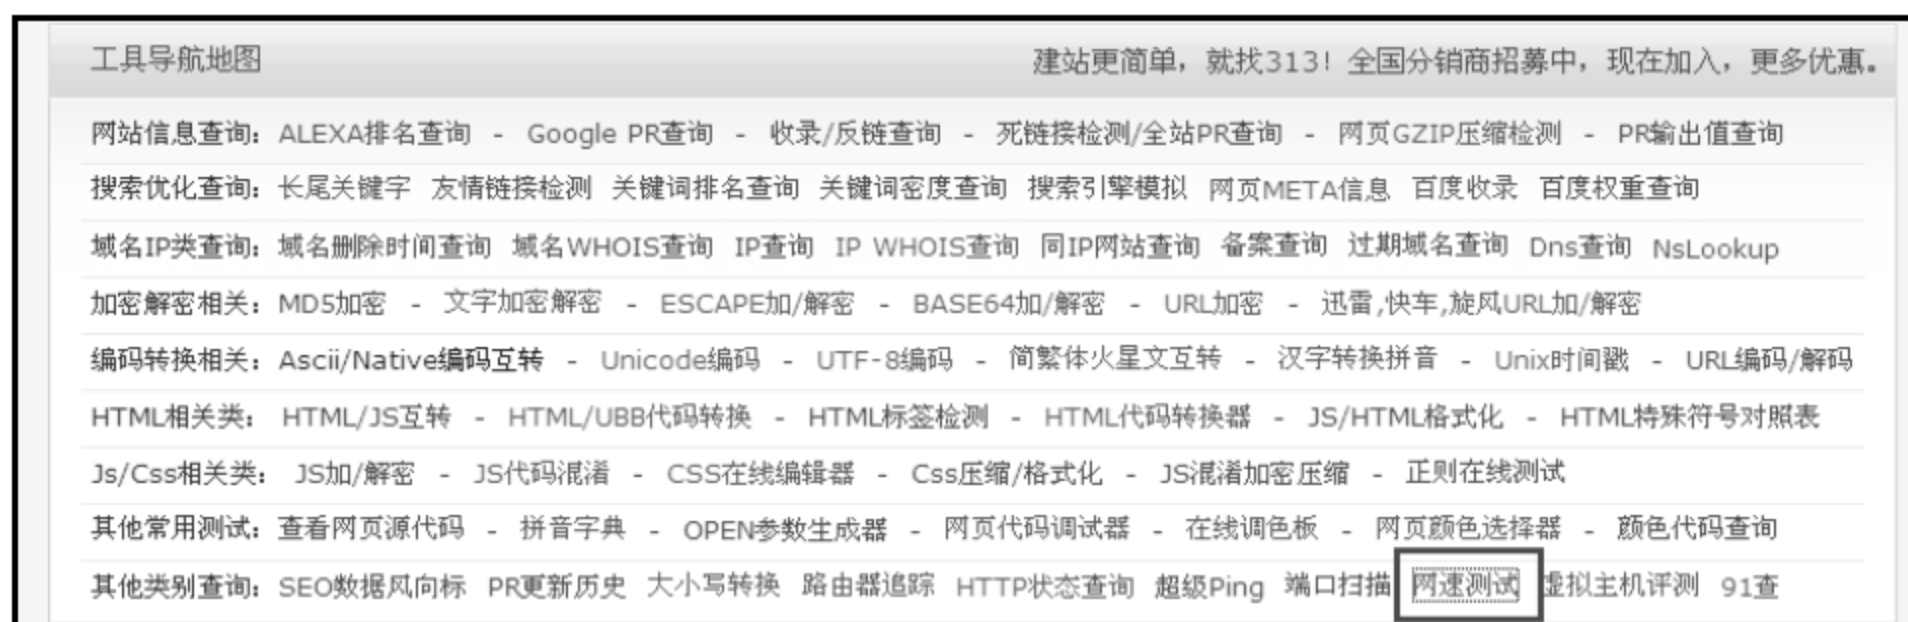 工具导航地图 建站更简单，就找313！全国分销商招募中，现在加入，更多优惠。
网站信息查询：ALEXA排名查询 - Google PR查询 - 收录/反链查询 - 死链接检测/全站PR查询 - 网页GZIP压缩检测 - PR输出值查询
搜索优化查询：长尾关键字 友情链接检测 关键词排名查询 关键词密度查询 搜索引擎模拟 网页META信息 百度收录 百度权重查询
域名IP类查询：域名删除时间查询 域名WHOIS查询 IP查询 IP WHOIS查询 同IP网站查询 备案查询 过期域名查询 Dns查询 NsLookup
加密解密相关：MD5加密 - 文字加密解密 - ESCAPE加/解密 - BASE64加/解密 - URL加密 - 迅雷,快车,旋风URL加/解密
编码转换相关：Ascii/Native编码互转 - Unicode编码 - UTF-8编码 - 简繁体火星文互转 - 汉字转换拼音 - Unix时间戳 - URL编码/解码
HTML相关类： HTML/JS互转 - HTML/UBB代码转换 - HTML标签检测 - HTML代码转换器 - JS/HTML格式化 - HTML特殊符号对照表
Js/Css相关类： JS加/解密 - JS代码混淆 - CSS在线编辑器 - Css压缩/格式化 - JS混淆加密压缩 - 正则在线测试
其他常用测试：查看网页源代码 - 拼音字典 - OPEN参数生成器 - 网页代码调试器 - 在线调色板 - 网页颜色选择器 - 颜色代码查询
其他类别查询：SEO数据风向标 PR更新历史 大小写转换 路由器追踪 HTTP状态查询 超级Ping 端口扫描 网速测试 虚拟主机评测 91查